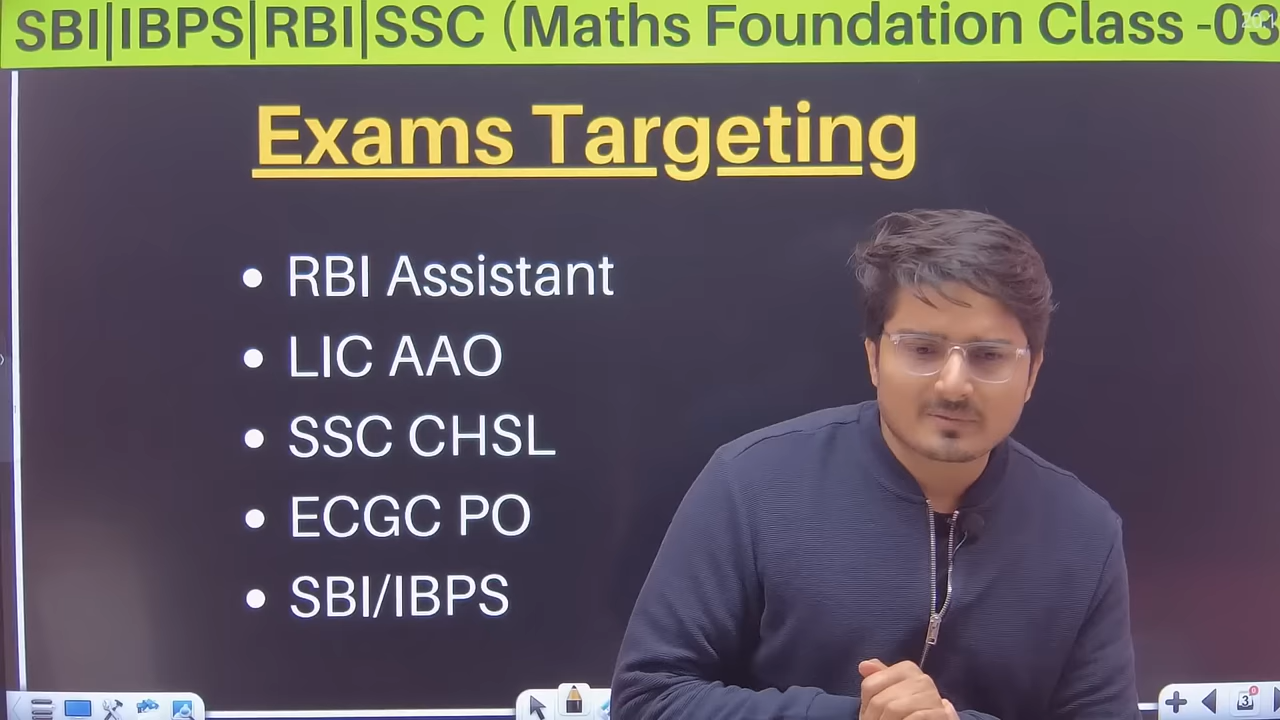 SBI|IBPS|RBI|SSC (Maths Foundation Class -03
Exams Targeting
• RBI Assistant
• LIC AAO
• SSC CHSL
• ECGC PO
• SBI/IBPS
3